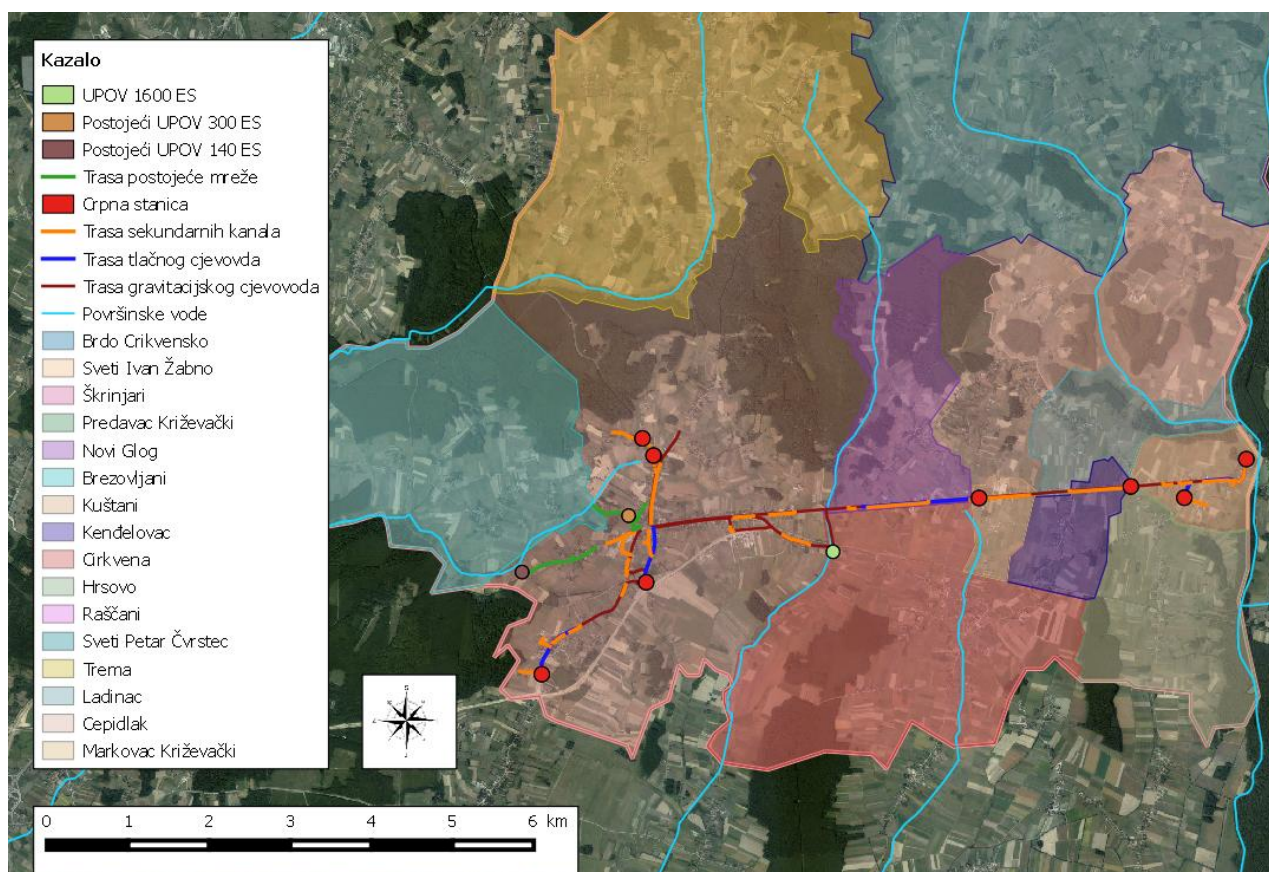 Kazalo
UPOV 1600 ES
Postojeći UPOV 300 ES
Postojeći UPOV 140 ES
Trasa postojeće mreže
Crpna stanica
Trasa sekundarnih kanala
Trasa tlačnog cjevovda
Trasa gravitacijskog cjevovoda
Površinske vode
Brdo Crikvensko
Sveti Ivan Žabno
Škrinjari
Predavac Križevački
Novi Glog
Brezovljani
Kuštani
Kenđelovac
Cirkvena
Hrsovo
Raščani
Sveti Petar Čvrstec
Trema
Ladinac
Cepidlak
Markovac Križevački
0 1 2 3 4 5 6 km